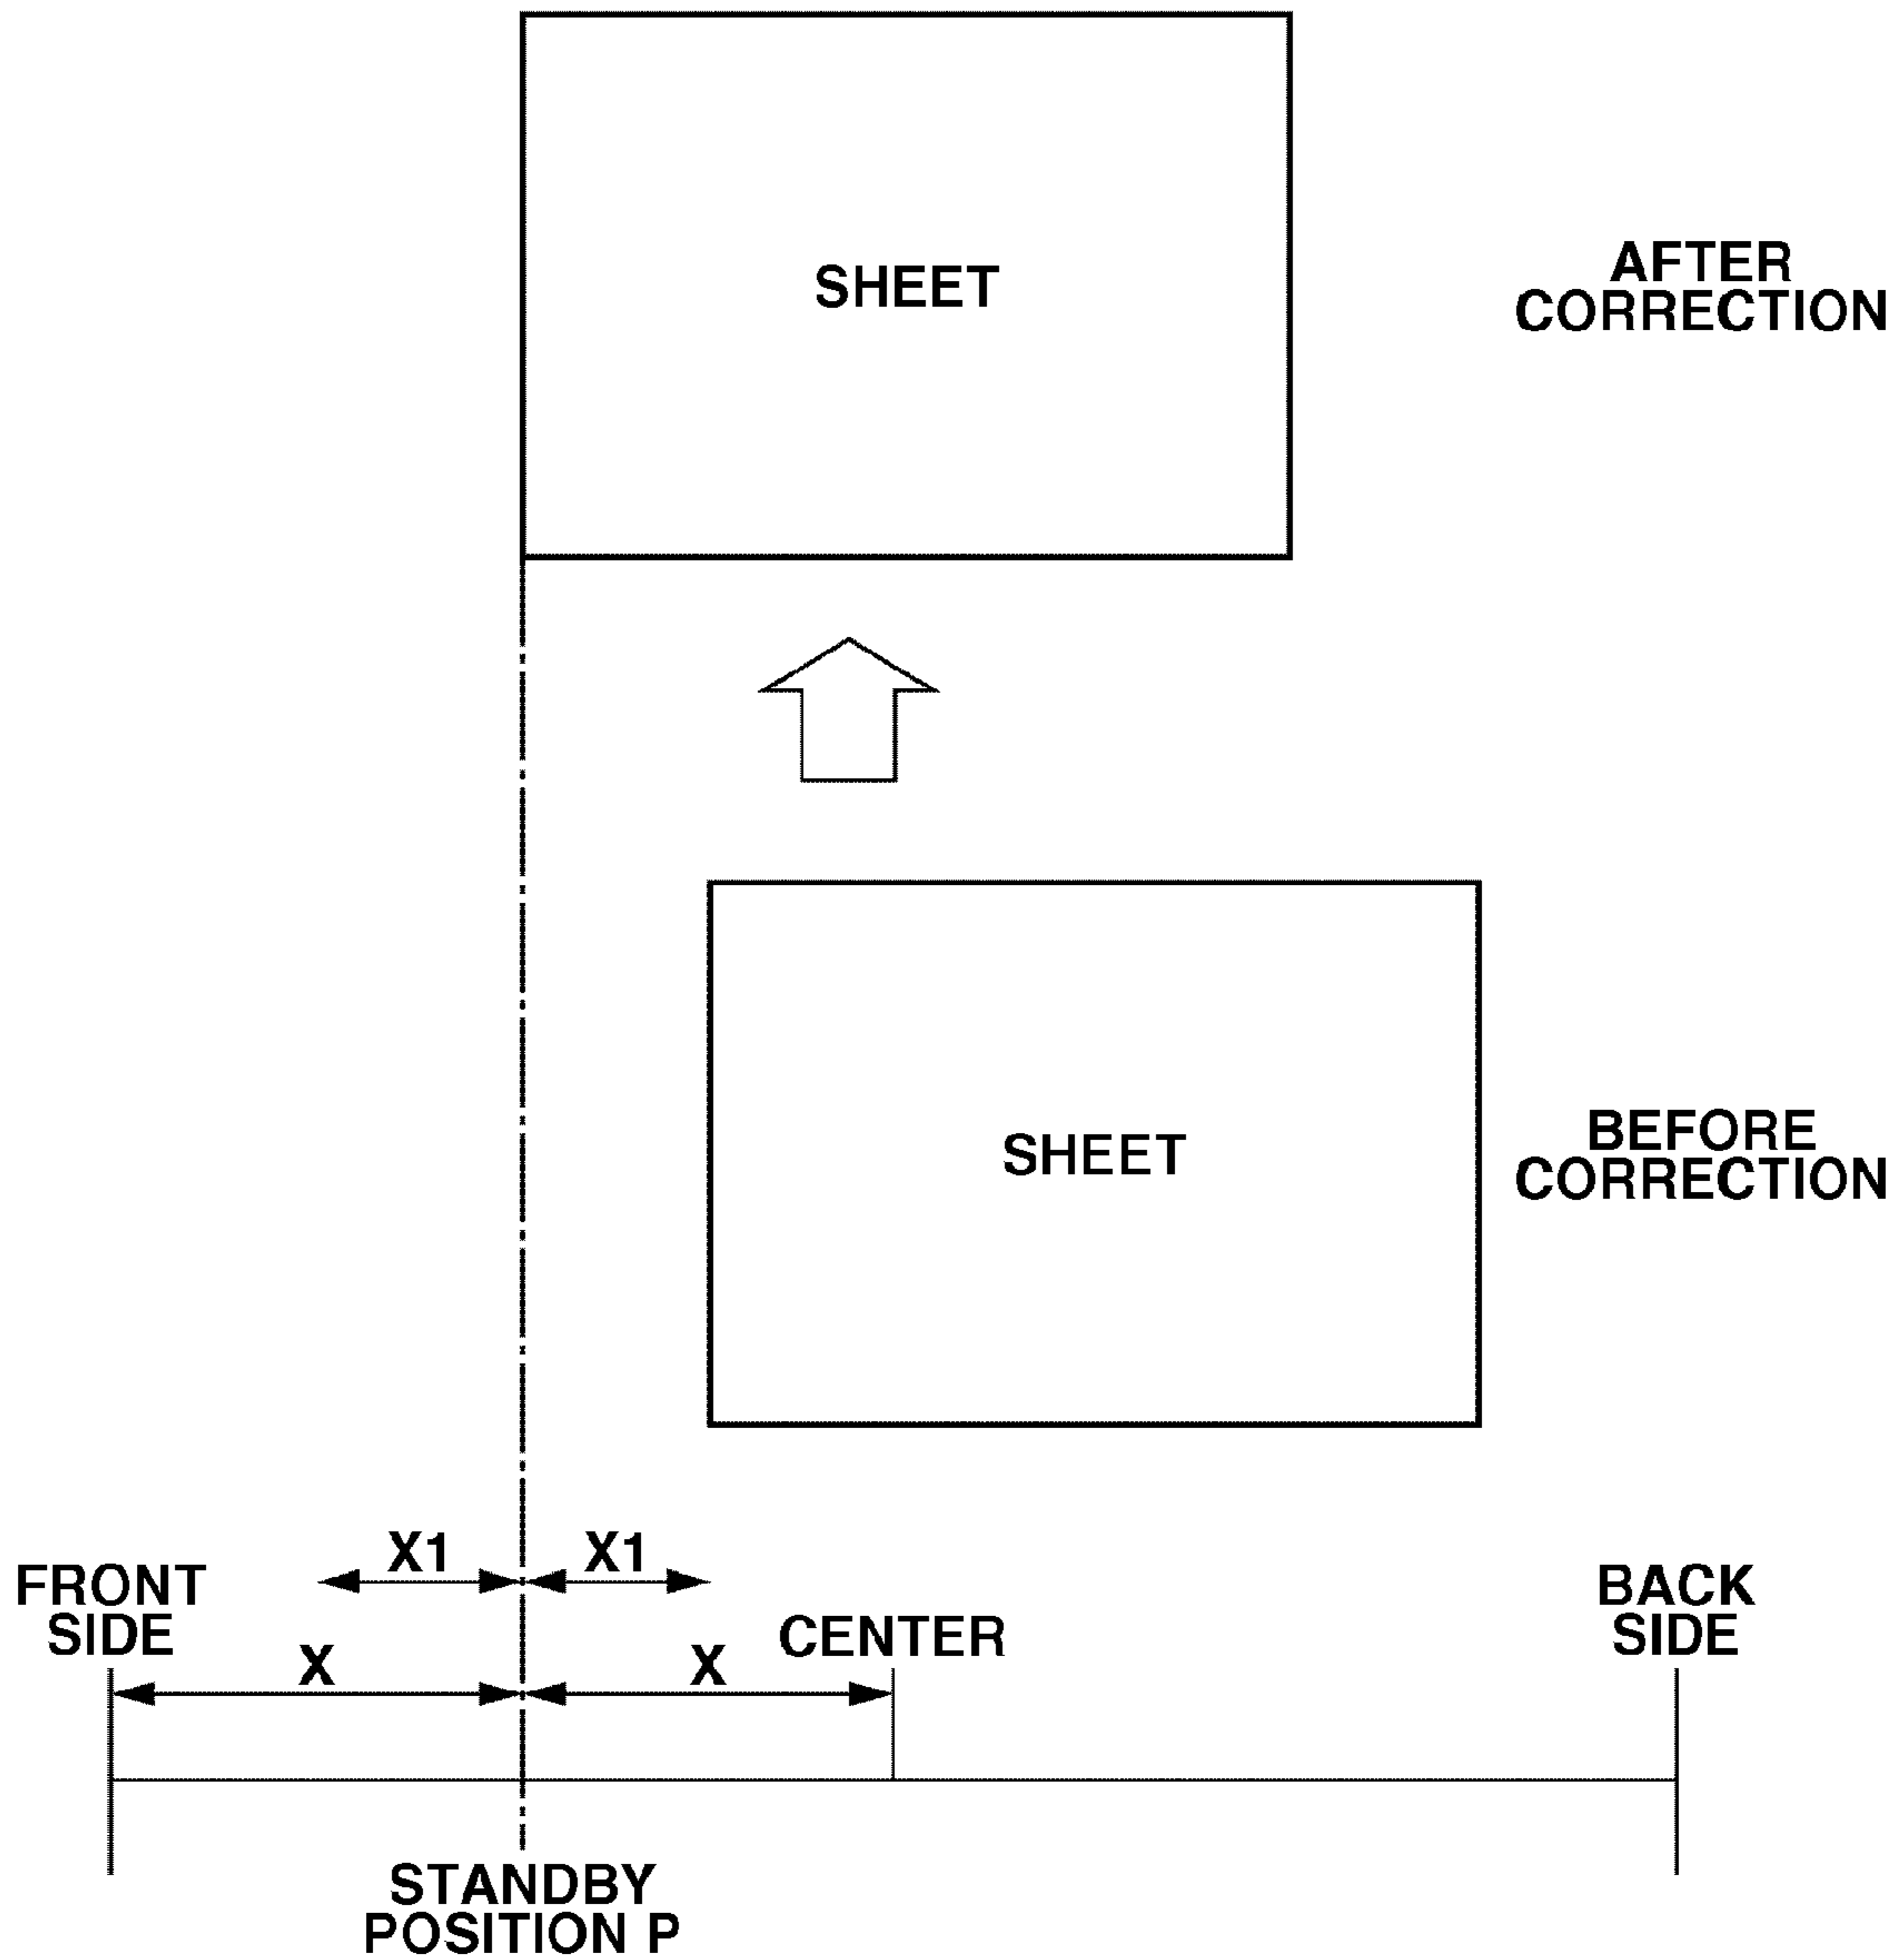 SHEET
AFTER
CORRECTION
SHEET
BEFORE
CORRECTION
X1
X1
FRONT
SIDE
BACK
SIDE
CENTER
X
X
STANDBY
POSITION P